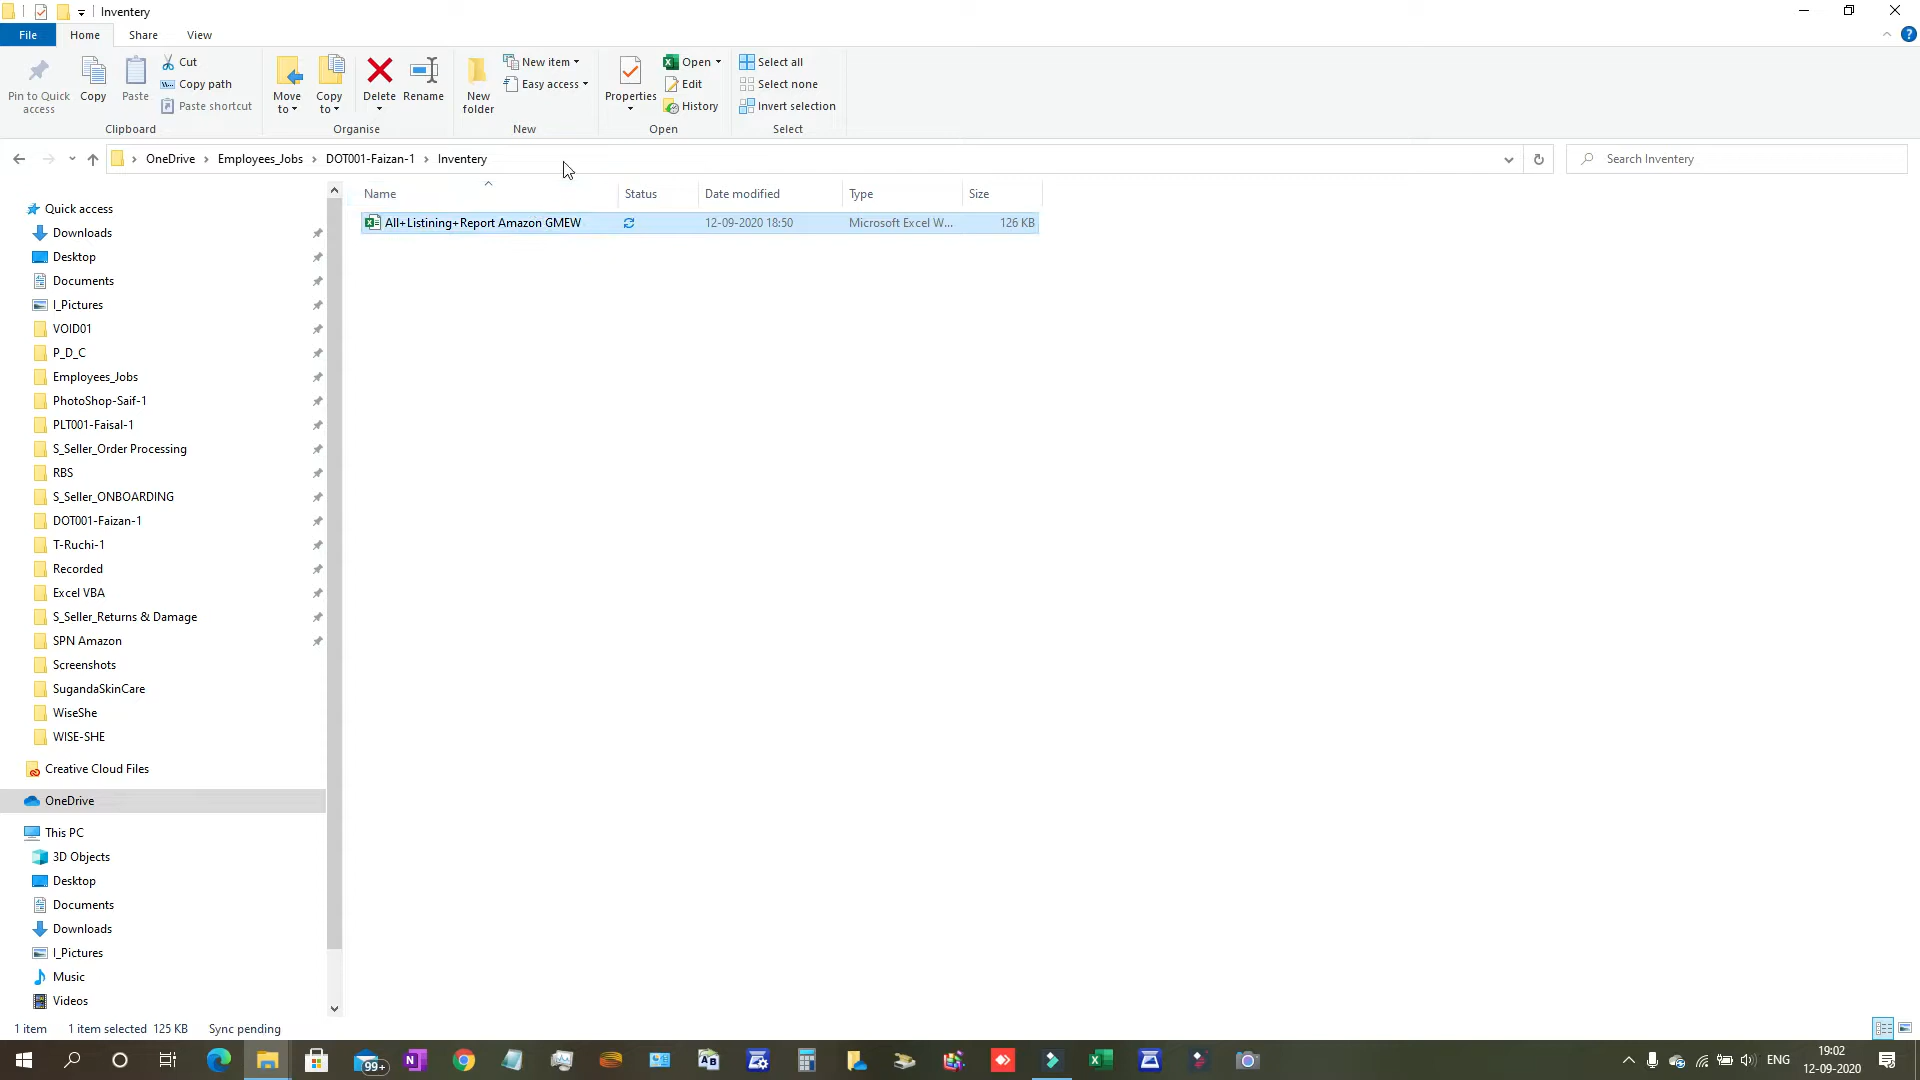 Inventory
File Home Share View
Pin to Quick access
Copy
Paste
Cut
Copy path
Paste shortcut
Clipboard
Move to
Copy to
Delete
Rename
Organise
New folder
New item
Easy access
New
Properties
Open
Edit
History
Open
Select all
Select none
Invert selection
Select
OneDrive Employees_Jobs DOT001-Faizan-1 Inventory
Search Inventory
Name Status Date modified Type Size
All+Listining+Report Amazon GMEW 12-09-2020 18:50 Microsoft Excel W... 126 KB
Quick access
Downloads
Desktop
Documents
I_Pictures
VOID01
P_D_C
Employees_Jobs
PhotoShop-Saif-1
PLT001-Faisal-1
S_Seller_Order Processing
RBS
S_Seller_ONBOARDING
DOT001-Faizan-1
T-Ruchi-1
Recorded
Excel VBA
S_Seller_Returns & Damage
SPN Amazon
Screenshots
SugandaSkinCare
WiseShe
WISE-SHE
Creative Cloud Files
OneDrive
This PC
3D Objects
Desktop
Documents
Downloads
I_Pictures
Music
Videos
1 item 1 item selected 125 KB Sync pending
99+
ENG
19:02
12-09-2020